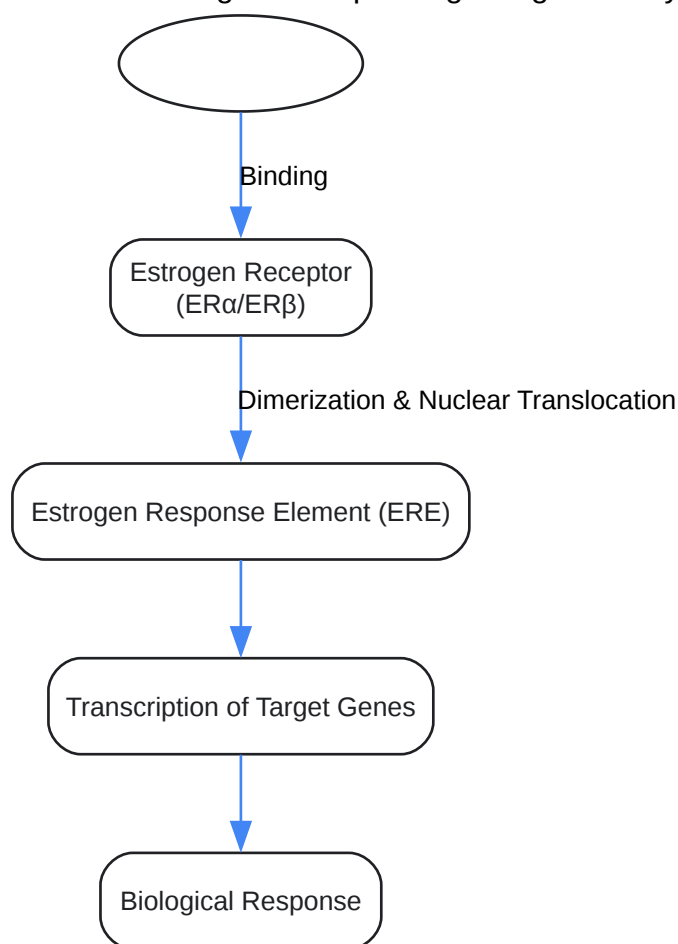 Binding
Estrogen Receptor
(ERα/ERβ)
Dimerization & Nuclear Translocation
Estrogen Response Element (ERE)
Transcription of Target Genes
Biological Response